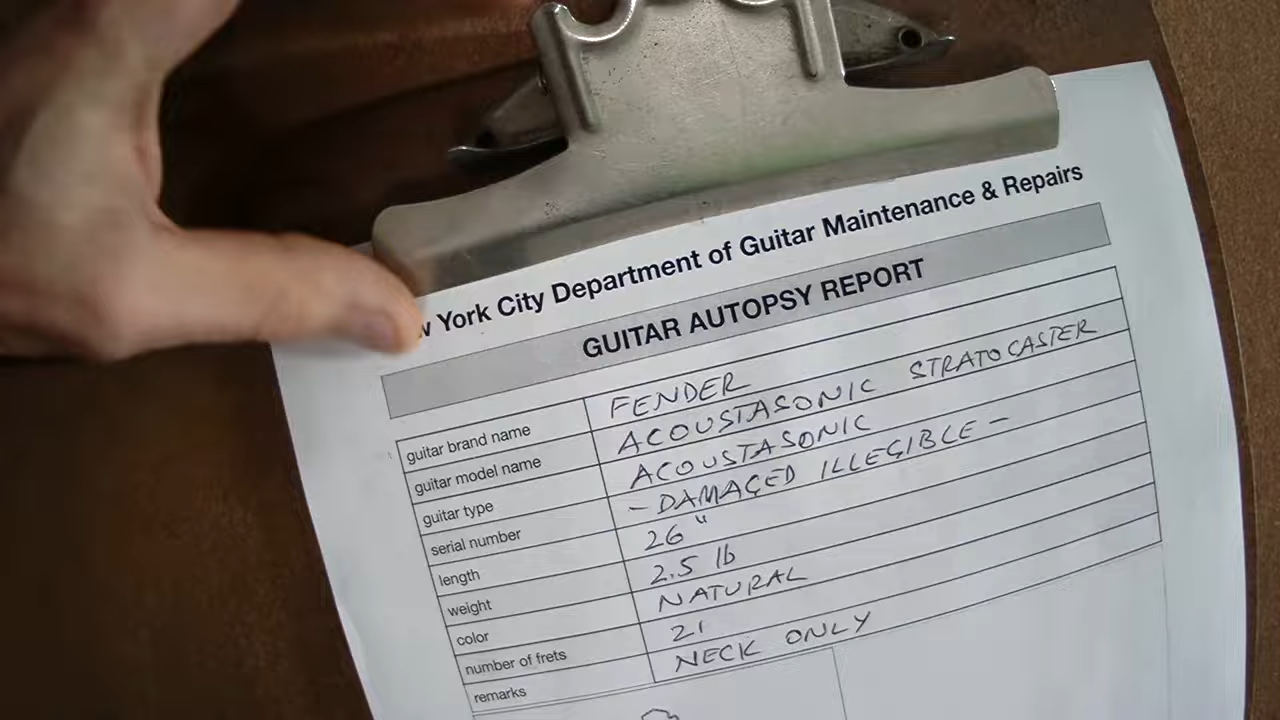 York City Department of Guitar Maintenance & Repairs
GUITAR AUTOPSY REPORT
guitar brand name FENDER
guitar model name ACOUSTASONIC STRATOCASTER
guitar type ACOUSTASONIC
serial number - DAMAGED ILLEGIBLE -
length 26"
weight 2.5 lb
color NATURAL
number of frets 21
remarks NECK ONLY